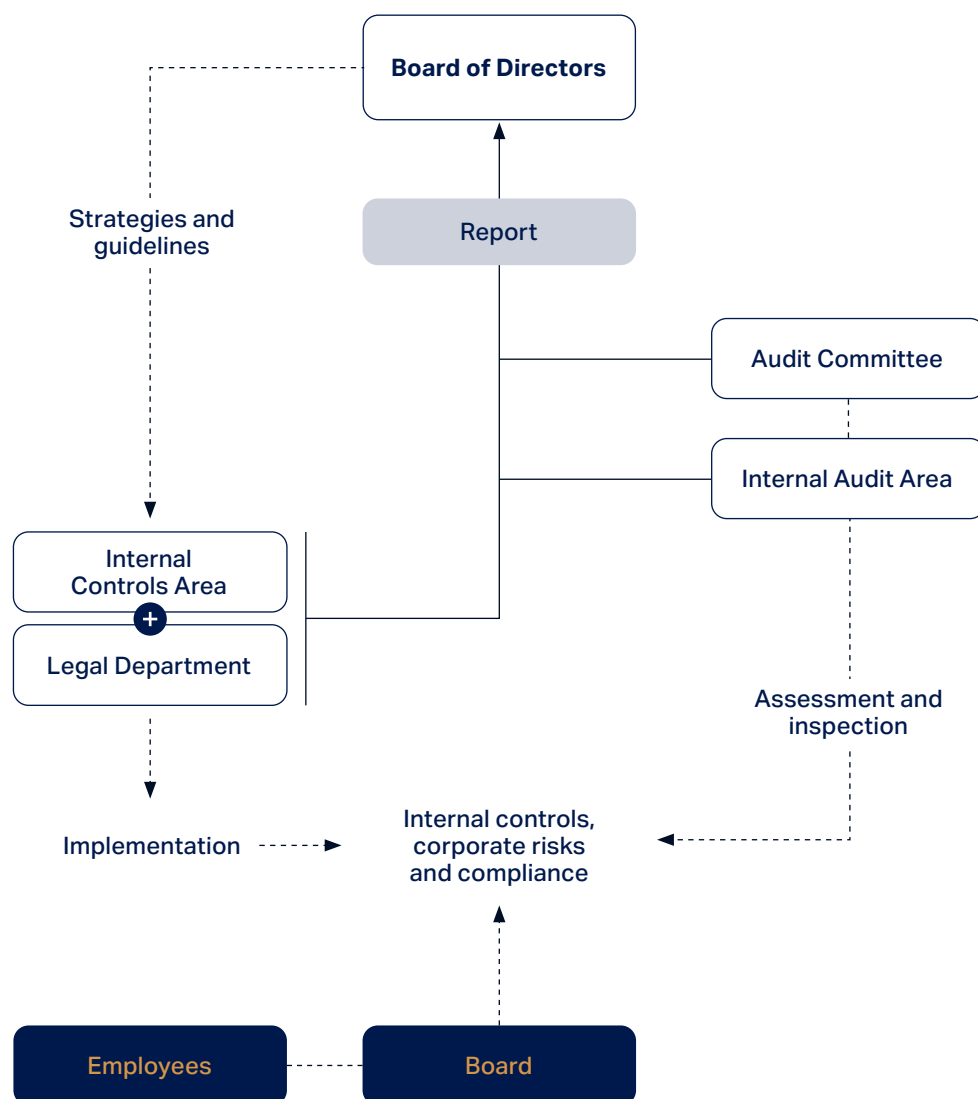 Board of Directors
Strategies and
guidelines
Report
Audit Committee
Internal Audit Area
Internal
Controls Area
+
Legal Department
Assessment and
inspection
Implementation
Internal controls,
corporate risks
and compliance
Employees
Board